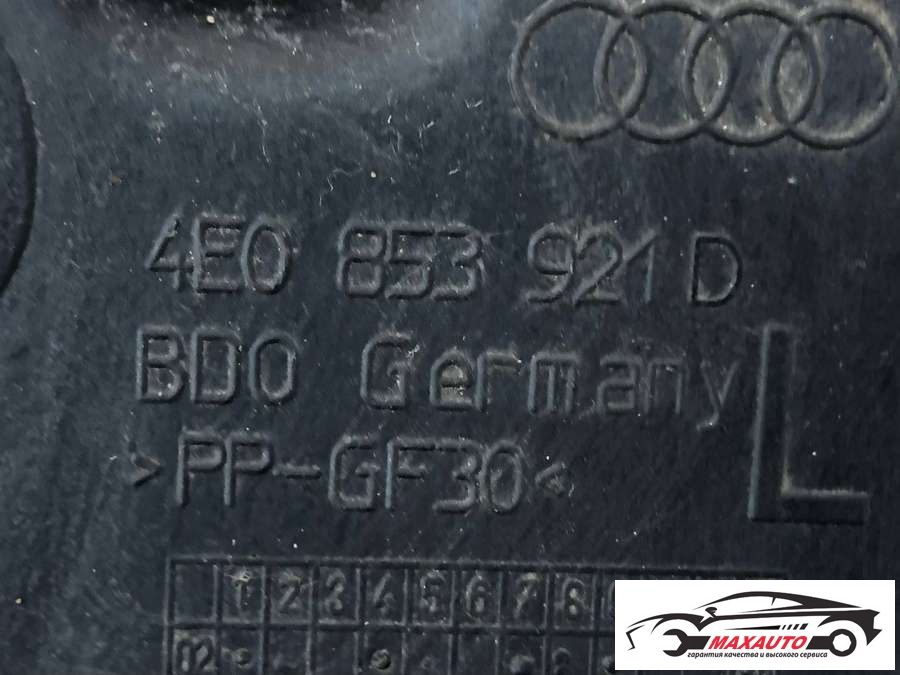 4E0 853 921 D
BDO Germany
L
>PP-GF30<
1 2 3 4 5 6 7 8
02
MAXAUTO
гарантия качества и высокого сервиса